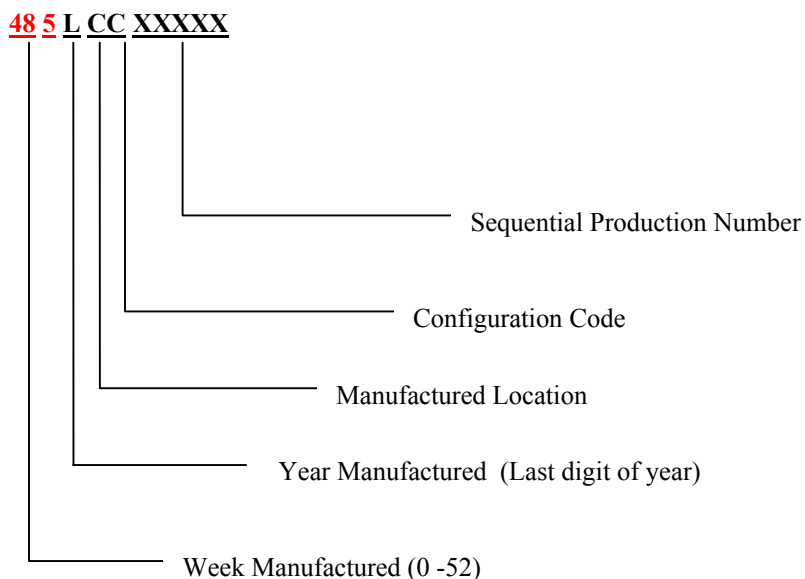 48 5 L CC XXXXX
Sequential Production Number
Configuration Code
Manufactured Location
Year Manufactured (Last digit of year)
Week Manufactured (0 -52)